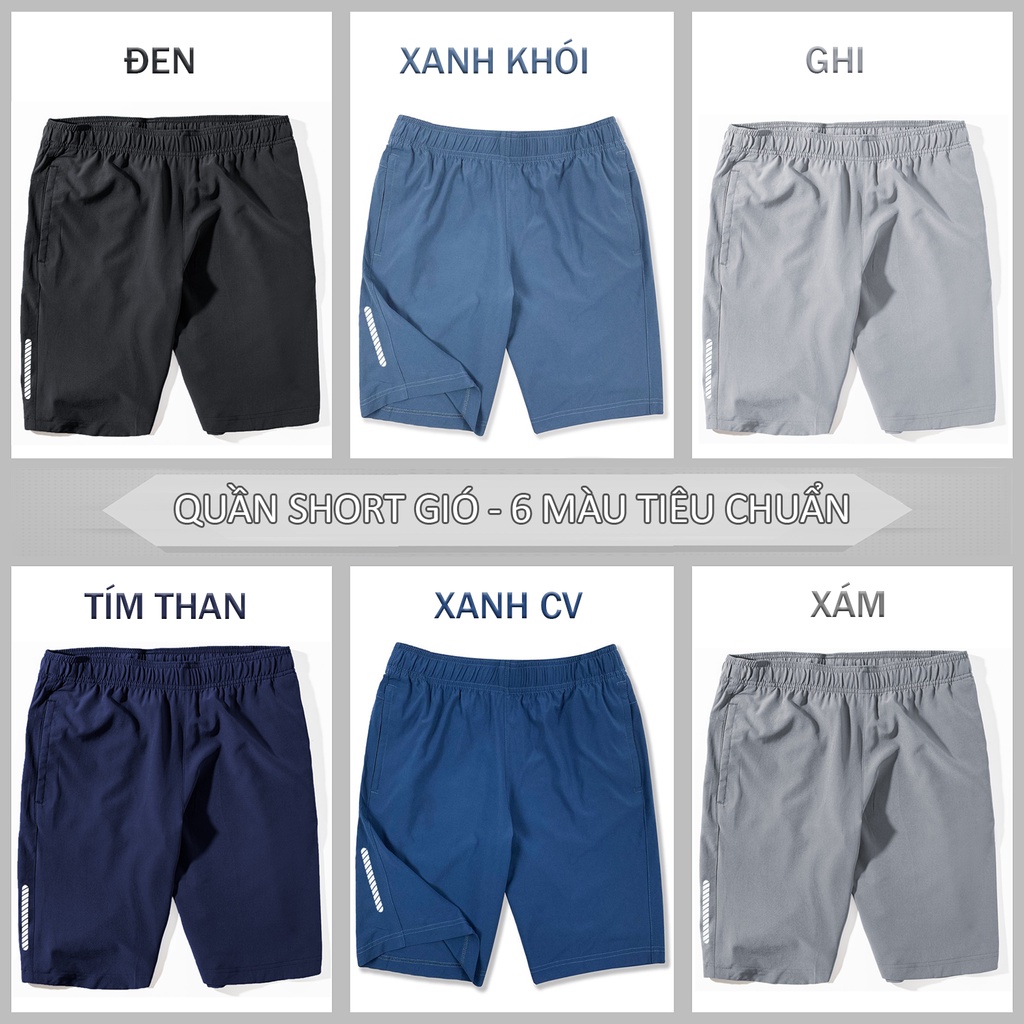 ĐEN
XANH KHÓI
GHI
QUẦN SHORT GIÓ - 6 MÀU TIÊU CHUẨN
TÍM THAN
XANH CV
XÁM